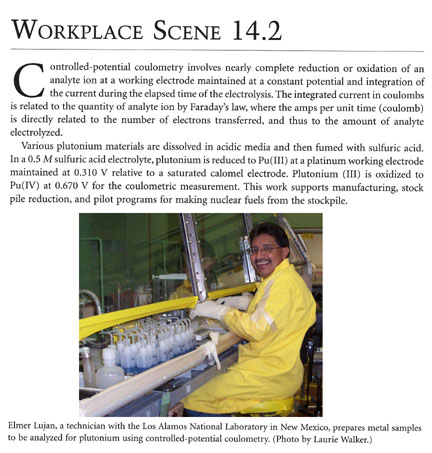 WORKPLACE SCENE 14.2
Controlled-potential coulometry involves nearly complete reduction or oxidation of an
analyte ion at a working electrode maintained at a constant potential and integration of
the current during the elapsed time of the electrolysis. The integrated current in coulombs
is related to the quantity of analyte ion by Faraday's law, where the amps per unit time (coulomb)
is directly related to the number of electrons transferred, and thus to the amount of analyte
electrolyzed.
Various plutonium materials are dissolved in acidic media and then fumed with sulfuric acid.
In a 0.5 M sulfuric acid electrolyte, plutonium is reduced to Pu(III) at a platinum working electrode
maintained at 0.310 V relative to a saturated calomel electrode. Plutonium (III) is oxidized to
Pu(IV) at 0.670 V for the coulometric measurement. This work supports manufacturing, stock
pile reduction, and pilot programs for making nuclear fuels from the stockpile.
Elmer Lujan, a technician with the Los Alamos National Laboratory in New Mexico, prepares metal samples
to be analyzed for plutonium using controlled-potential coulometry. (Photo by Laurie Walker.)